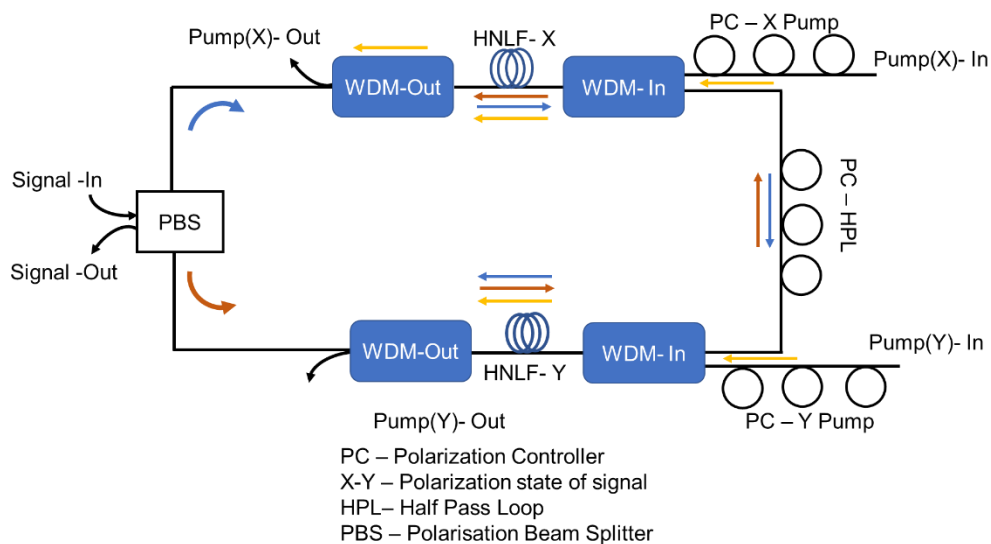 PC – X Pump
Pump(X)- Out
HNLF- X
Pump(X)- In
WDM-Out
WDM- In
PC – HPL
Signal -In
PBS
Signal -Out
WDM-Out
WDM- In
Pump(Y)- In
HNLF- Y
Pump(Y)- Out
PC – Y Pump
PC – Polarization Controller
X-Y – Polarization state of signal
HPL– Half Pass Loop
PBS – Polarisation Beam Splitter